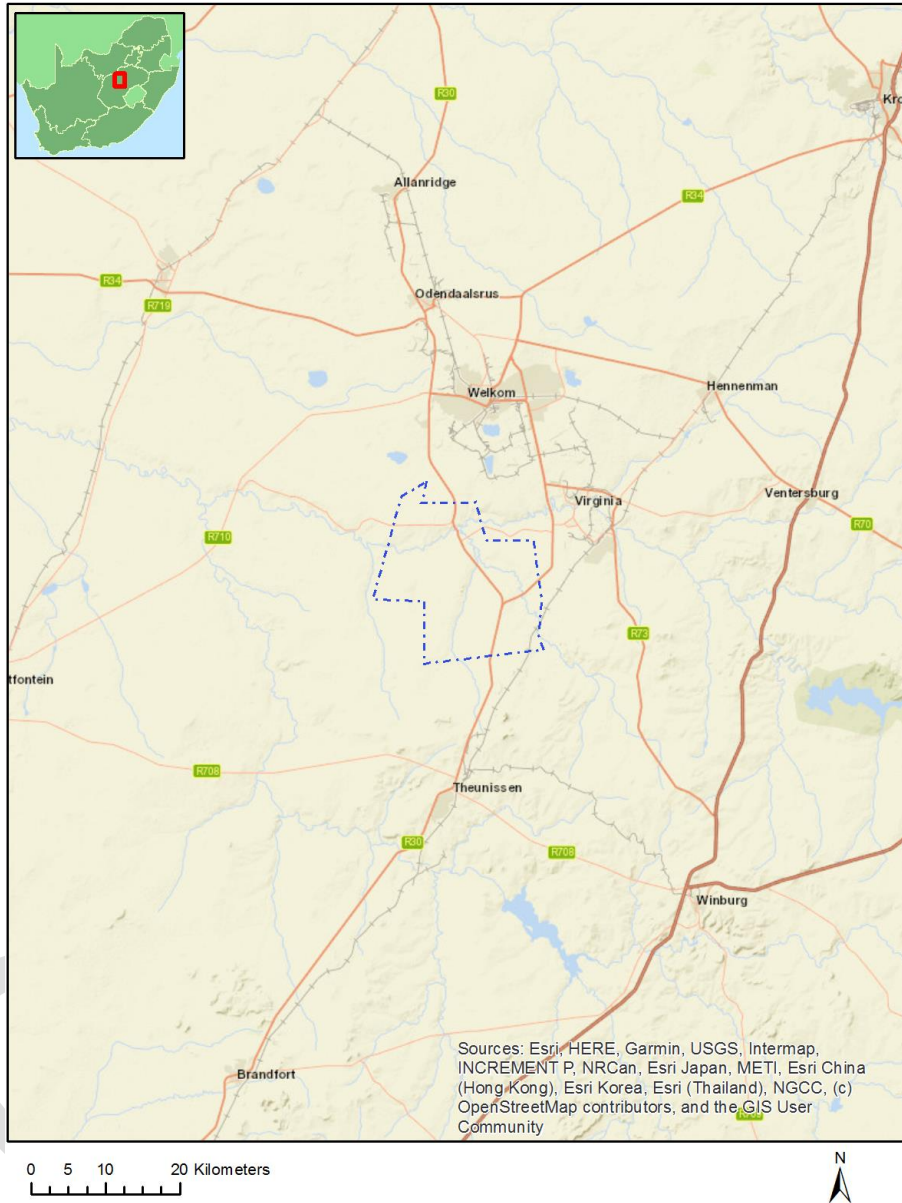 R30
Kro
Allanridge
R34
R34
Odendaalsrus
R719
Hennenman
Welkom
Ventersburg
Virginia
R70
R710
R73
tfontein
R708
Theunissen
R30
R708
Winburg
Sources: Esri, HERE, Garmin, USGS, Intermap,
INCREMENT P, NRCan, Esri Japan, METI, Esri China
(Hong Kong), Esri Korea, Esri (Thailand), NGCC, (c)
OpenStreetMap contributors, and the GIS User
Community
Brandfort
0 5 10 20 Kilometers
N